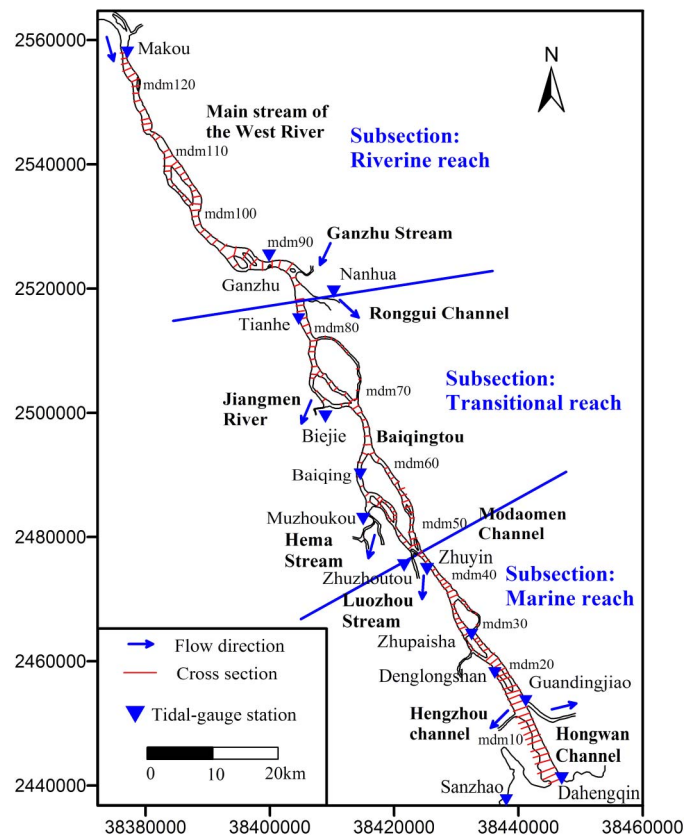 2560000
2540000
2520000
2500000
2480000
2460000
2440000
38380000
38400000
38420000
38440000
38460000
N
Makou
mdm120
Main stream of
the West River
Subsection:
Riverine reach
mdm110
mdm100
mdm90
Ganzhu Stream
Ganzhu
Nanhua
Ronggui Channel
Tianhe
mdm80
Subsection:
Transitional reach
mdm70
Jiangmen
River
Biejie
Baiqingtou
mdm60
Baiqing
Muzhoukou
mdm50
Modaomen
Channel
Hema
Stream
Zhuyin
Zhuzhoutou
mdm40
Subsection:
Marine reach
Luozhou
Stream
mdm30
Zhupaisha
mdm20
Denglongshan
Guandingjiao
Hengzhou
channel
mdm10
Hongwan
Channel
Sanzhao
Dahengqin
Flow direction
Cross section
Tidal-gauge station
0
10
20km